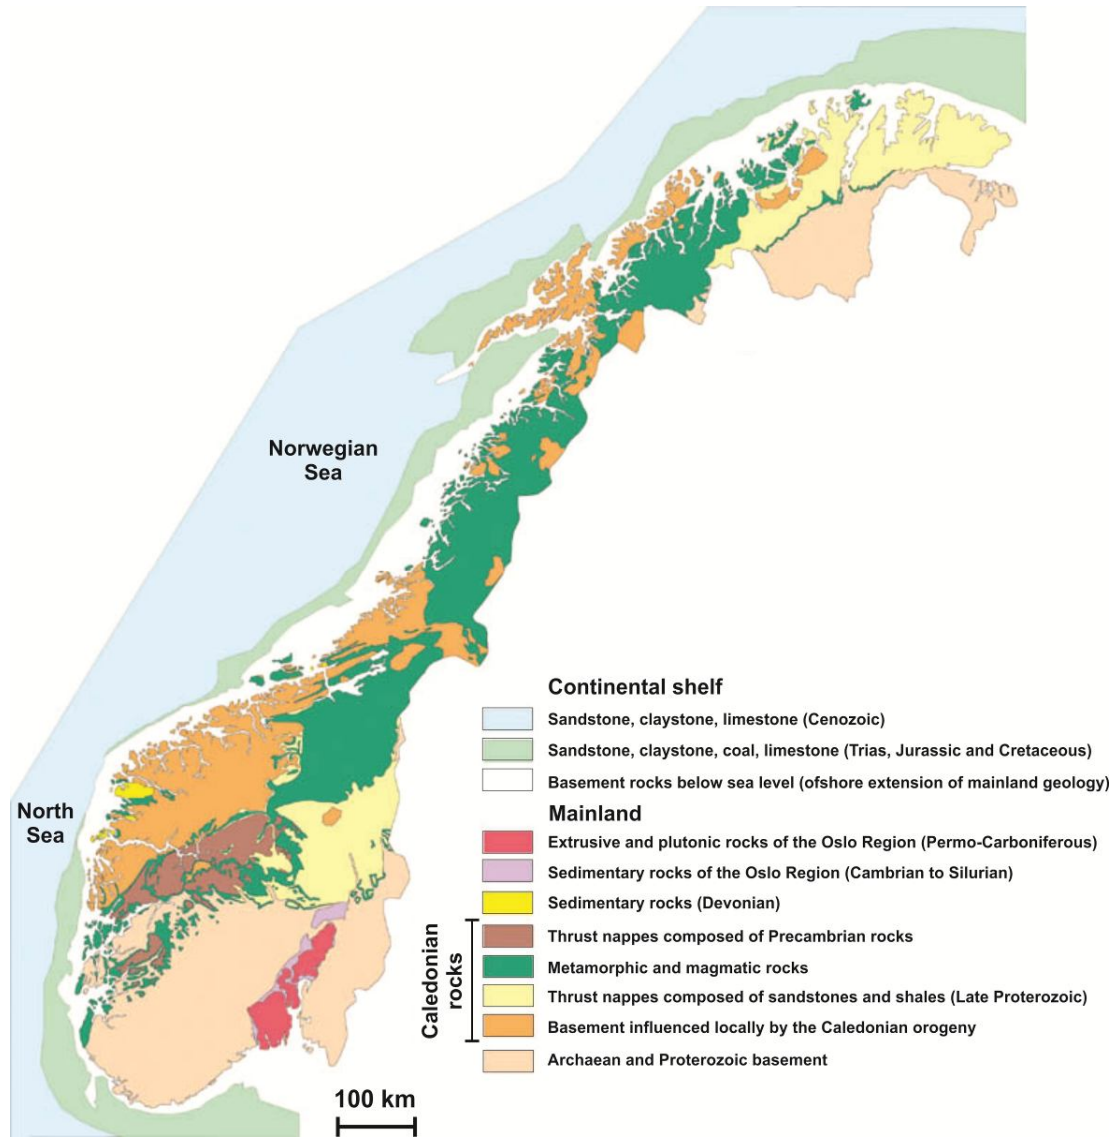 Norwegian
Sea
North
Sea
Continental shelf
Sandstone, claystone, limestone (Cenozoic)
Sandstone, claystone, coal, limestone (Trias, Jurassic and Cretaceous)
Basement rocks below sea level (ofshore extension of mainland geology)
Mainland
Extrusive and plutonic rocks of the Oslo Region (Permo-Carboniferous)
Sedimentary rocks of the Oslo Region (Cambrian to Silurian)
Sedimentary rocks (Devonian)
Caledonian
rocks
Thrust nappes composed of Precambrian rocks
Metamorphic and magmatic rocks
Thrust nappes composed of sandstones and shales (Late Proterozoic)
Basement influenced locally by the Caledonian orogeny
Archaean and Proterozoic basement
100 km